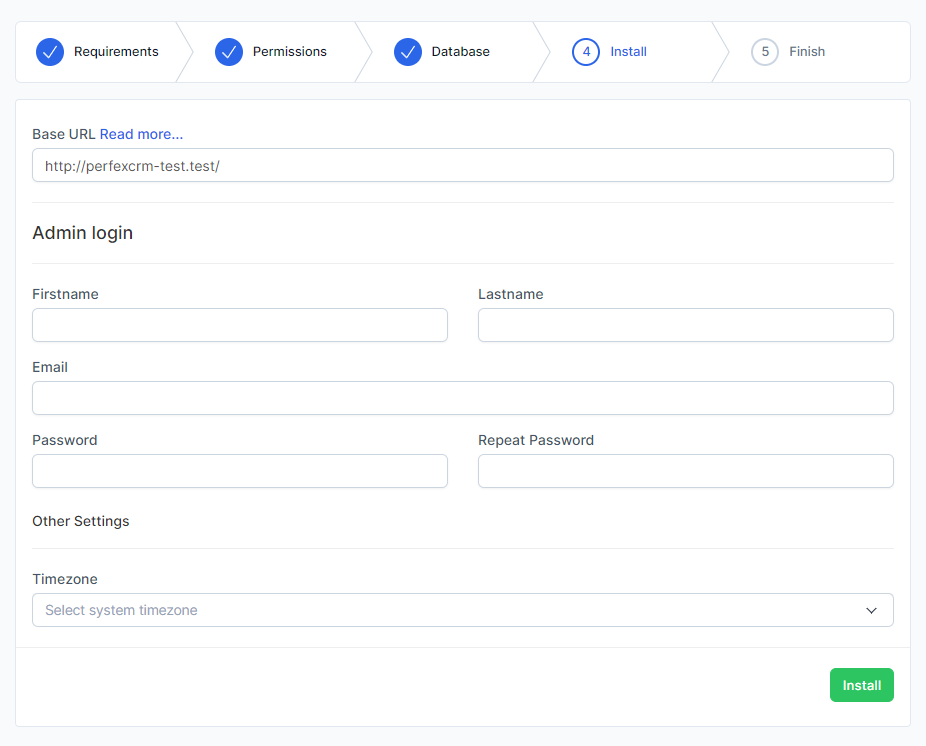 Requirements
Permissions
Database
4 Install
5 Finish
Base URL Read more...
http://perfexcrm-test.test/
Admin login
Firstname Lastname
Email
Password Repeat Password
Other Settings
Timezone
Select system timezone
Install